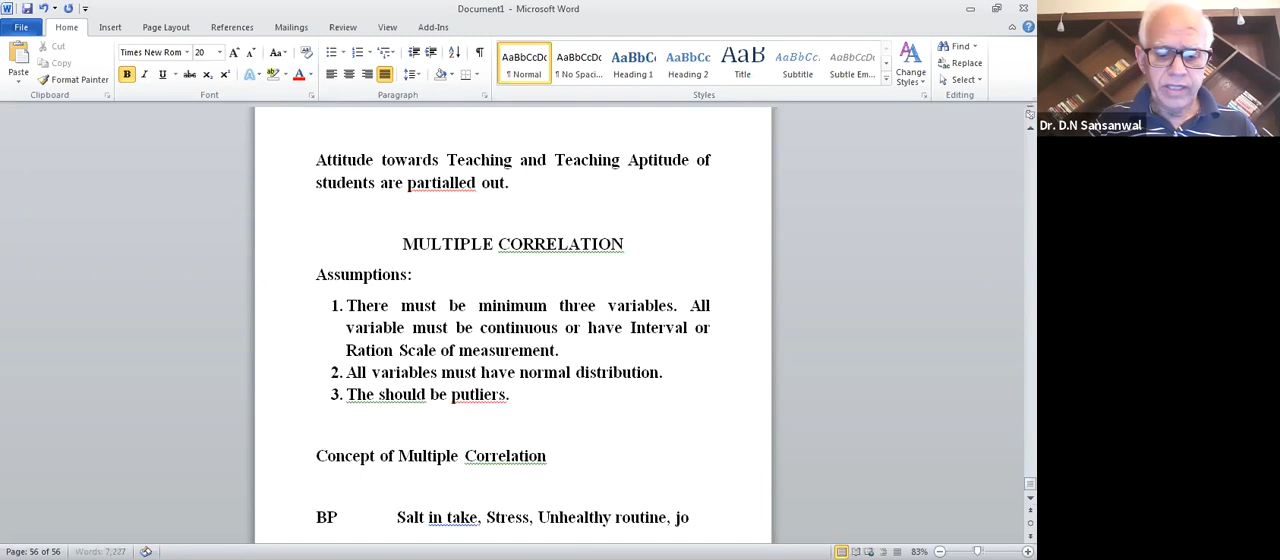 Document1 - Microsoft Word
File Home Insert Page Layout References Mailings Review View Add-Ins
Cut
Copy
Paste
Format Painter
Clipboard
Times New Rom 20
Font
Paragraph
AaBbCcDc AaBbCcDc AaBbCc AaBbCc AaB AaBbCc. AaBbCcDc
¶ Normal ¶ No Spaci... Heading 1 Heading 2 Title Subtitle Subtle Em...
Change Styles
Styles
Find
Replace
Select
Editing
Dr. D.N Sansanwal
Attitude towards Teaching and Teaching Aptitude of
students are partialled out.
MULTIPLE CORRELATION
Assumptions:
1. There must be minimum three variables. All
variable must be continuous or have Interval or
Ration Scale of measurement.
2. All variables must have normal distribution.
3. The should be putliers.
Concept of Multiple Correlation
BP Salt in take, Stress, Unhealthy routine, jo
Page: 56 of 56 Words: 7,227 83%